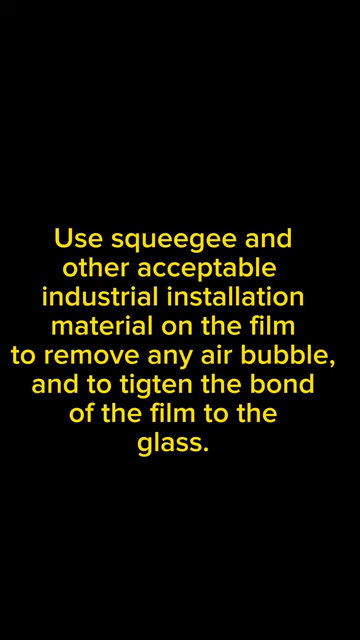 Use squeegee and
other acceptable
industrial installation
material on the film
to remove any air bubble,
and to tigten the bond
of the film to the
glass.